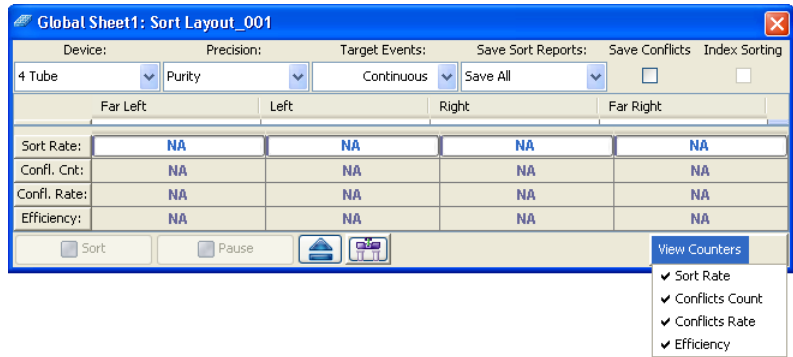 Global Sheet1: Sort Layout_001
Device: Precision: Target Events: Save Sort Reports: Save Conflicts Index Sorting
4 Tube Purity Continuous Save All
Far Left Left Right Far Right
Sort Rate: NA NA NA NA
Confl. Cnt: NA NA NA NA
Confl. Rate: NA NA NA NA
Efficiency: NA NA NA NA
Sort Pause View Counters
Sort Rate
Conflicts Count
Conflicts Rate
Efficiency